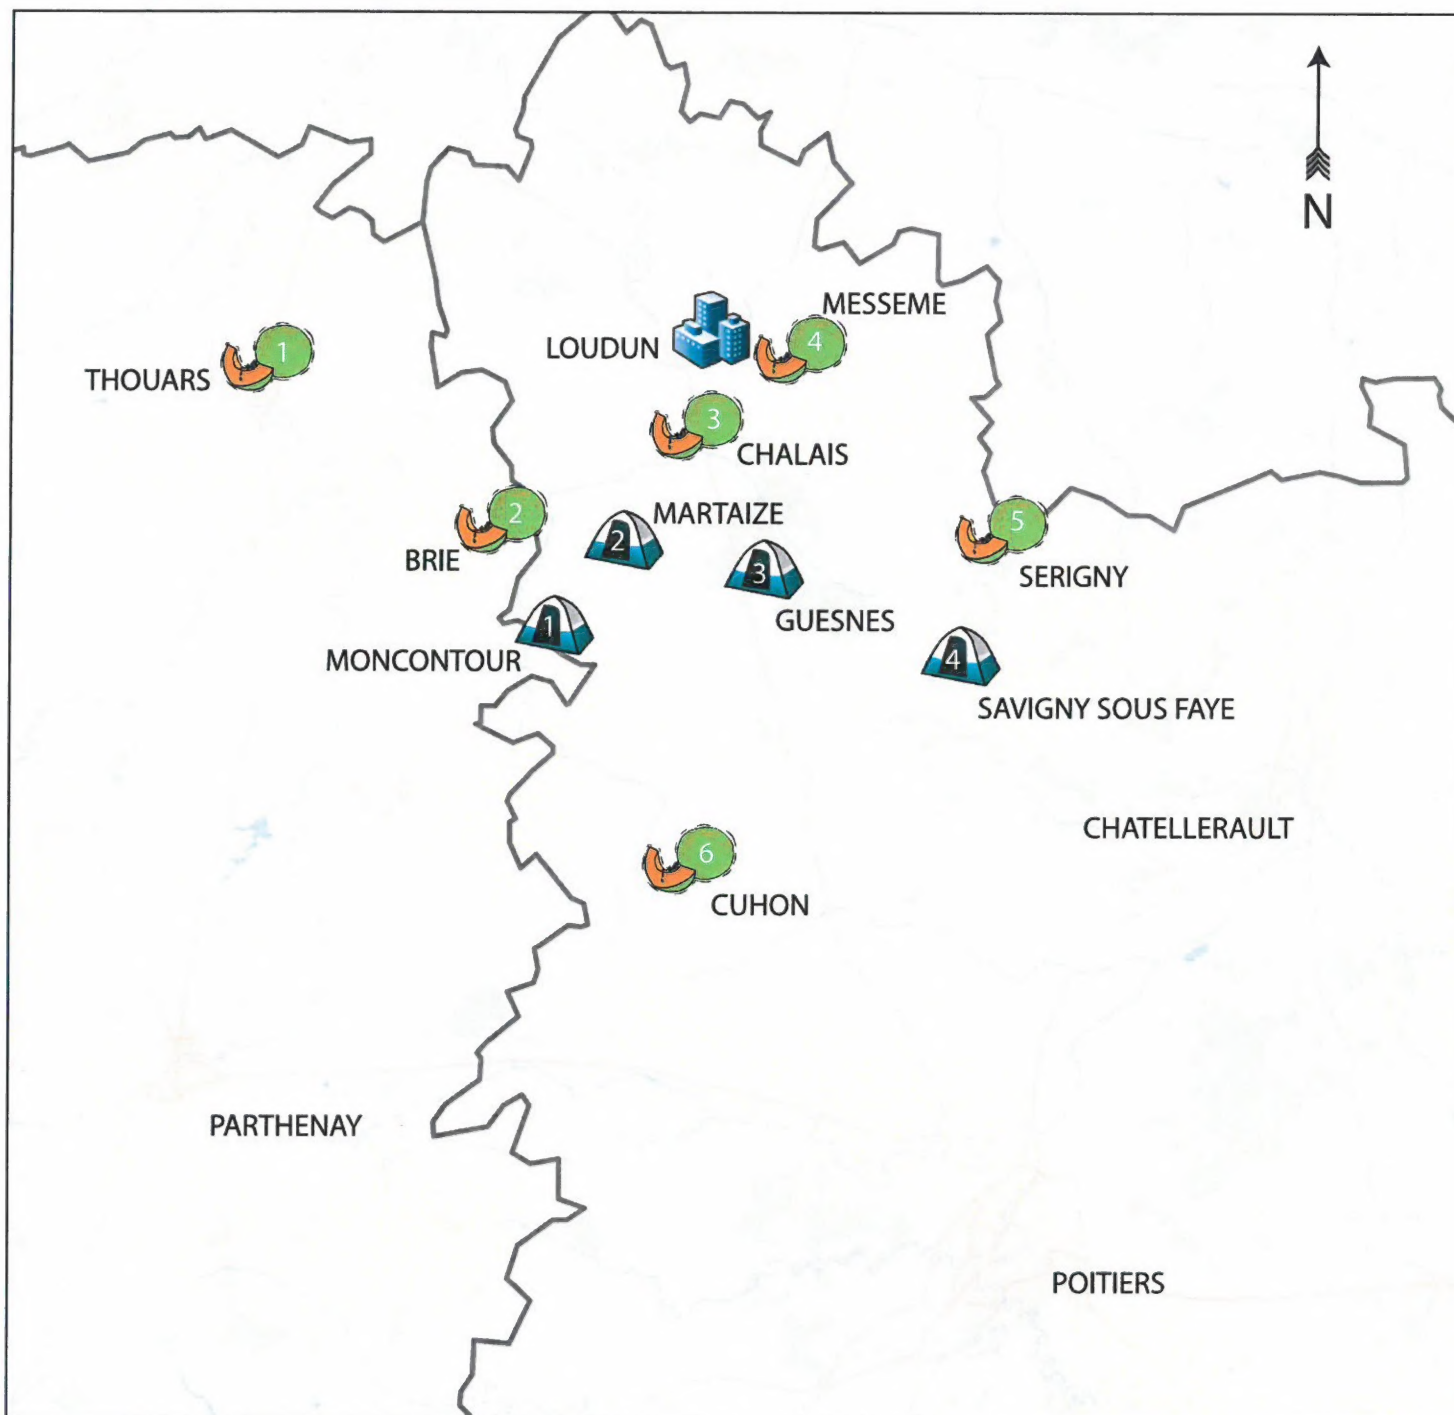 N
MESSEME
4
LOUDUN
1
THOUARS
3
CHALAIS
2
MARTAIZE
5
BRIE
2
3
SERIGNY
GUESNES
1
MONCONTOUR
4
SAVIGNY SOUS FAYE
CHATELLERAULT
6
CUHON
PARTHENAY
POITIERS